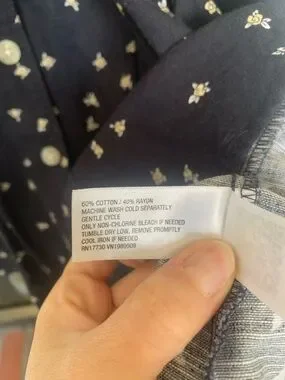 60% COTTON / 40% RAYON
MACHINE WASH COLD SEPARATELY
GENTLE CYCLE
ONLY NON-CHLORINE BLEACH IF NEEDED
TUMBLE DRY LOW, REMOVE PROMPTLY
COOL IRON IF NEEDED
RN17730 VN1989908